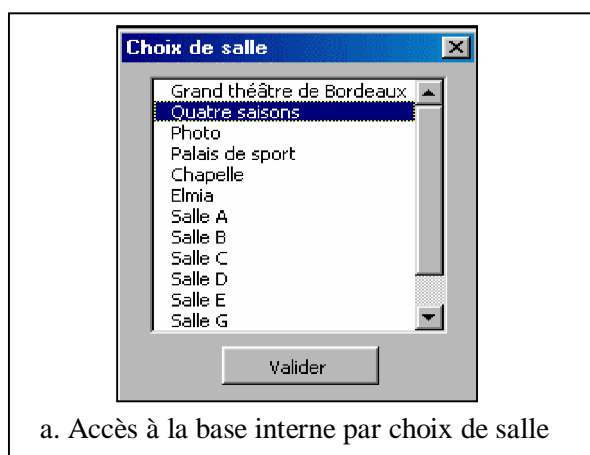 Choix de salle
Grand théâtre de Bordeaux
Quatre saisons
Photo
Palais de sport
Chapelle
Elmia
Salle A
Salle B
Salle C
Salle D
Salle E
Salle G
Valider
a. Accès à la base interne par choix de salle